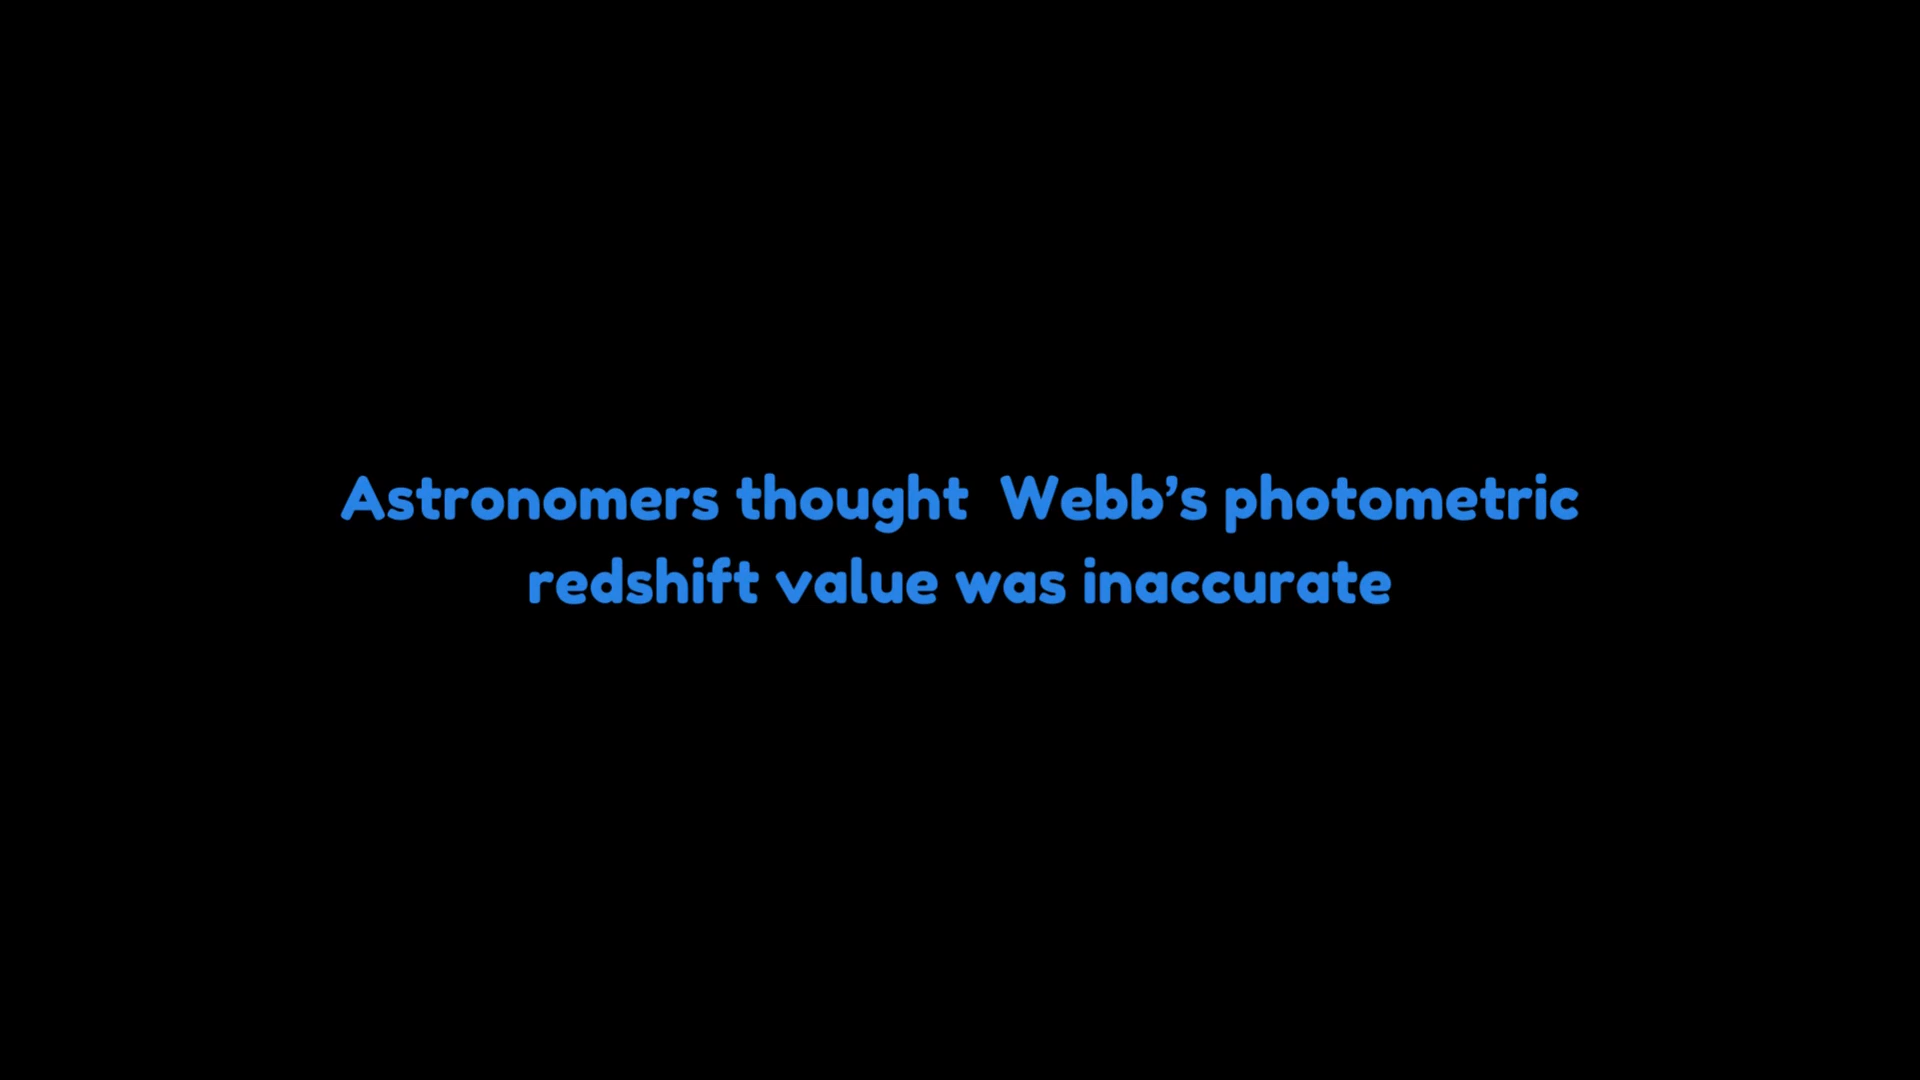 Astronomers thought  Webb’s photometric
redshift value was inaccurate